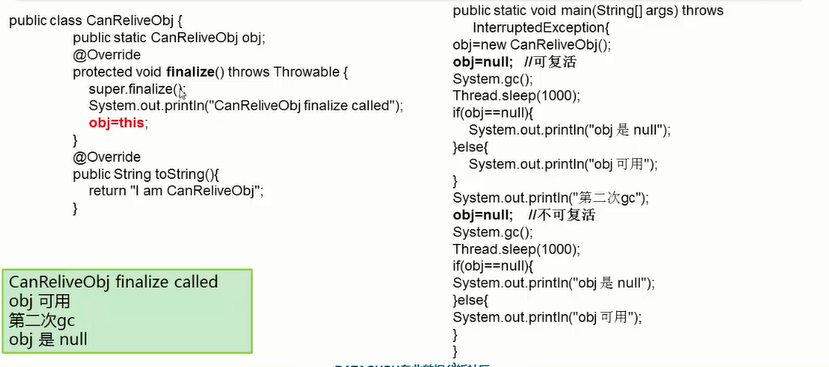 public class CanReliveObj {
public static CanReliveObj obj;
@Override
protected void finalize() throws Throwable {
super.finalize();
System.out.println("CanReliveObj finalize called");
obj=this;
}
@Override
public String toString(){
return "I am CanReliveObj";
}
CanReliveObj finalize called
obj 可用
第二次gc
obj 是 null
public static void main(String[] args) throws
InterruptedException{
obj=new CanReliveObj();
obj=null; //可复活
System.gc();
Thread.sleep(1000);
if(obj==null){
System.out.println("obj 是 null");
}else{
System.out.println("obj 可用");
}
System.out.println("第二次gc");
obj=null; //不可复活
System.gc();
Thread.sleep(1000);
if(obj==null){
System.out.println("obj 是 null");
}else{
System.out.println("obj 可用");
}
}